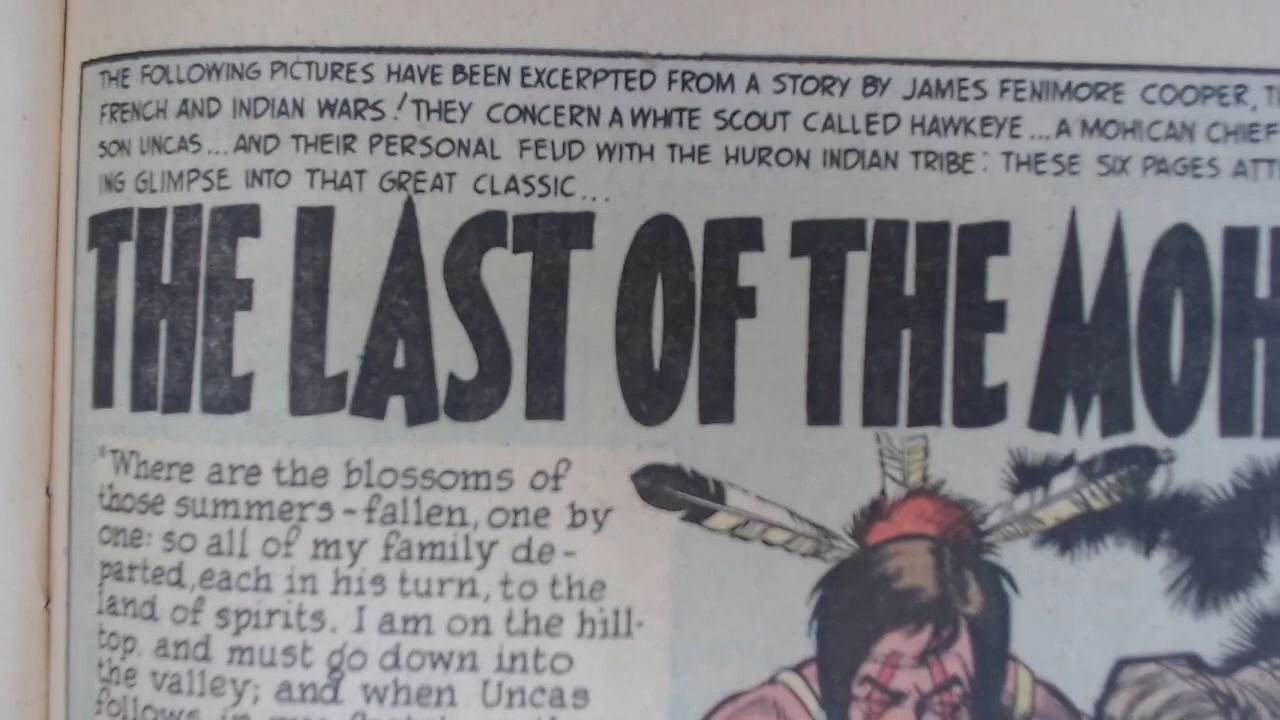 THE FOLLOWING PICTURES HAVE BEEN EXCERPTED FROM A STORY BY JAMES FENIMORE COOPER,
FRENCH AND INDIAN WARS! THEY CONCERN A WHITE SCOUT CALLED HAWKEYE... A MOHICAN CHIEF
SON UNCAS... AND THEIR PERSONAL FEUD WITH THE HURON INDIAN TRIBE: THESE SIX PAGES ATT
ING GLIMPSE INTO THAT GREAT CLASSIC...
THE LAST OF THE MOH
"Where are the blossoms of
those summers-fallen, one by
one: so all of my family de-
parted, each in his turn, to the
land of spirits. I am on the hill-
top, and must go down into
the valley; and when Uncas
follows in